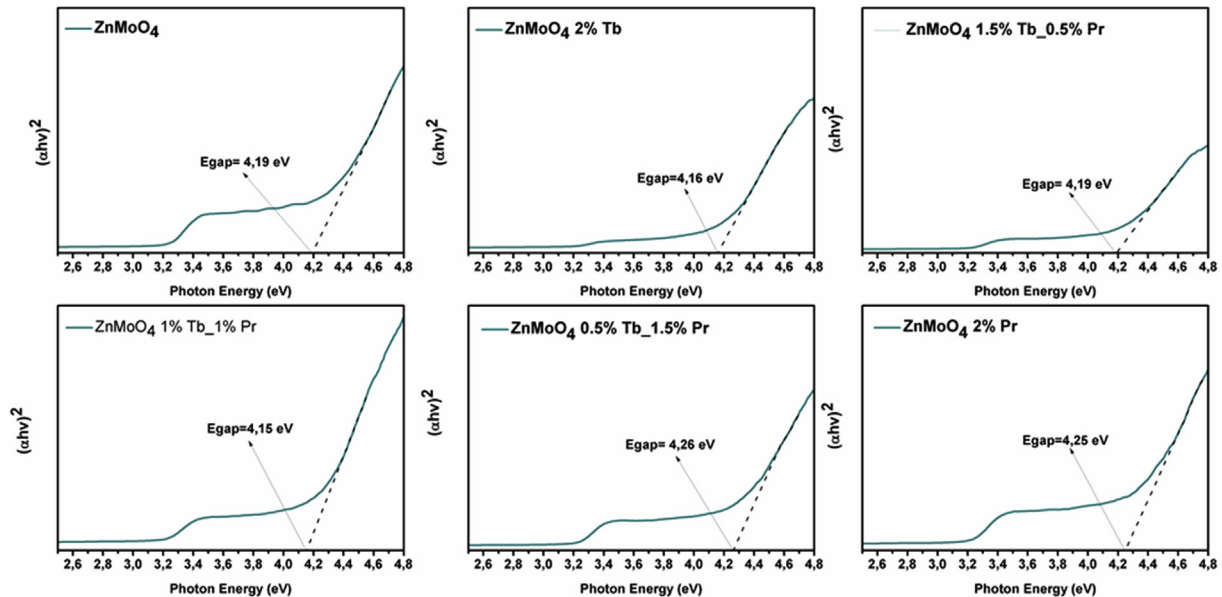 ZnMoO4
(αhv)2
Egap= 4,19 eV
2,6 2,8 3,0 3,2 3,4 3,6 3,8 4,0 4,2 4,4 4,6 4,8
Photon Energy (eV)
ZnMoO4 2% Tb
(αhv)2
Egap=4,16 eV
2,6 2,8 3,0 3,2 3,4 3,6 3,8 4,0 4,2 4,4 4,6 4,8
Photon Energy (eV)
ZnMoO4 1.5% Tb_0.5% Pr
(αhv)2
Egap= 4,19 eV
2,6 2,8 3,0 3,2 3,4 3,6 3,8 4,0 4,2 4,4 4,6 4,8
Photon Energy (eV)
ZnMoO4 1% Tb_1% Pr
(αhv)2
Egap=4,15 eV
2,6 2,8 3,0 3,2 3,4 3,6 3,8 4,0 4,2 4,4 4,6 4,8
Photon Energy (eV)
ZnMoO4 0.5% Tb_1.5% Pr
(αhv)2
Egap= 4,26 eV
2,6 2,8 3,0 3,2 3,4 3,6 3,8 4,0 4,2 4,4 4,6 4,8
Photon Energy (eV)
ZnMoO4 2% Pr
(αhv)2
Egap= 4,25 eV
2,6 2,8 3,0 3,2 3,4 3,6 3,8 4,0 4,2 4,4 4,6 4,8
Photon Energy (eV)